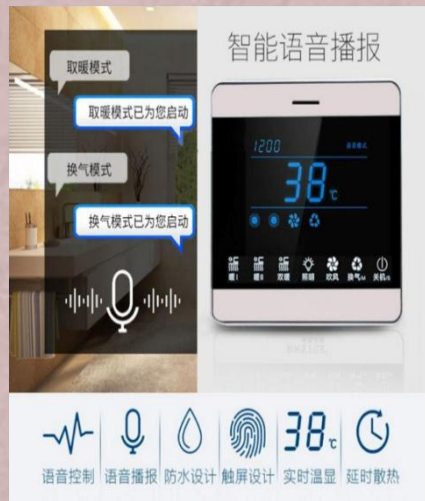 智能语音播报
取暖模式
取暖模式已为您启动
换气模式
换气模式已为您启动
1200
38℃
暖Ⅰ 暖Ⅱ 双暖 照明 吹风 换气 关机
语音控制 语音播报 防水设计 触屏设计 38℃ 实时温显 延时散热